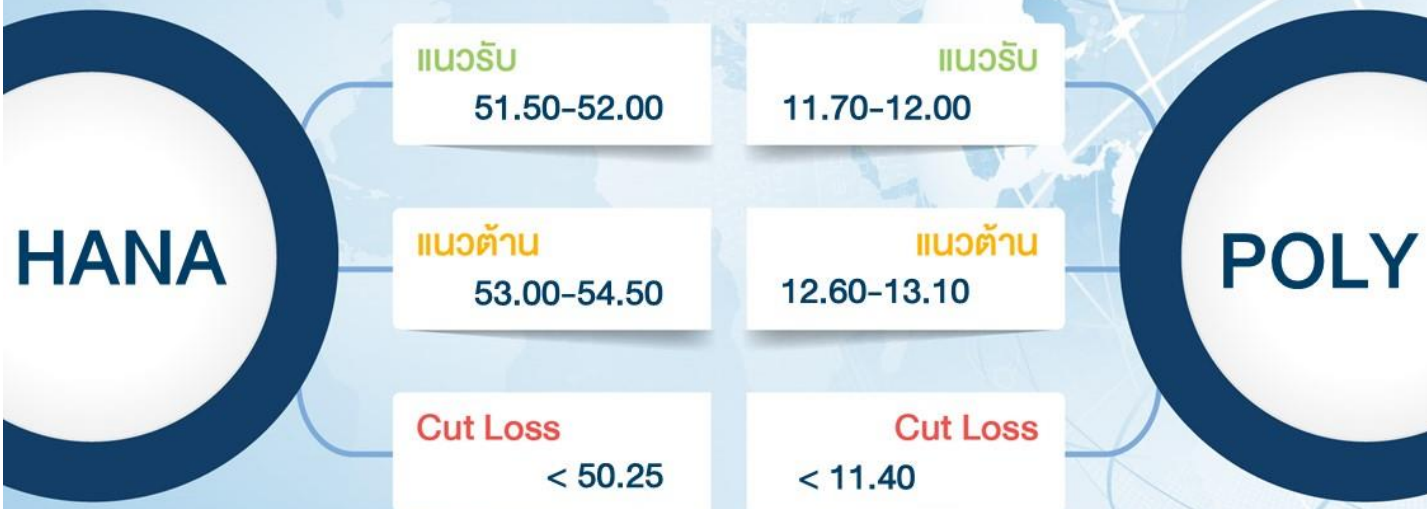 HANA
แนวรับ
51.50-52.00
แนวต้าน
53.00-54.50
Cut Loss
< 50.25
แนวรับ
11.70-12.00
แนวต้าน
12.60-13.10
Cut Loss
< 11.40
POLY